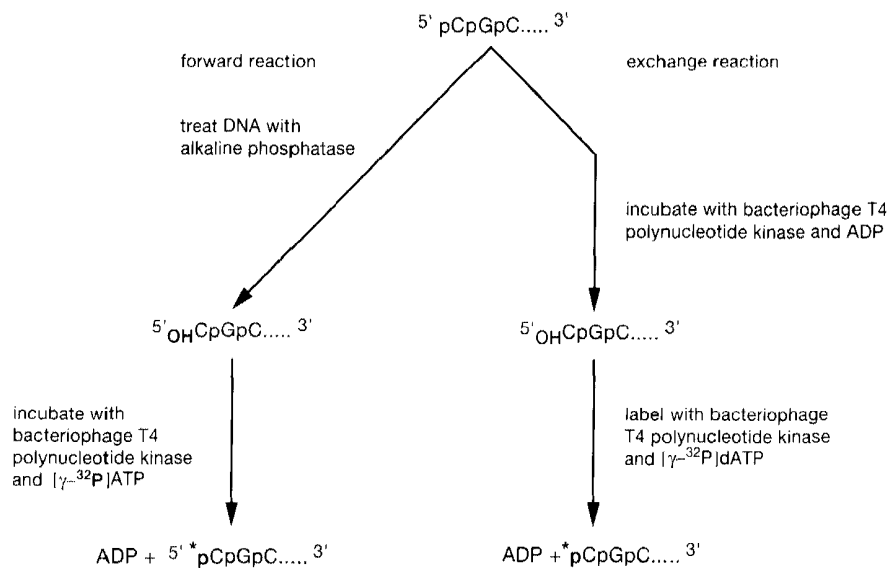 5' pCpGpC..... 3'
forward reaction
exchange reaction
treat DNA with
alkaline phosphatase
incubate with bacteriophage T4
polynucleotide kinase and ADP
5'OHCpGpC..... 3'
5'OHCpGpC..... 3'
incubate with
bacteriophage T4
polynucleotide kinase
and [γ-³²P]ATP
label with bacteriophage
T4 polynucleotide kinase
and [γ-³²P]dATP
ADP + 5' *pCpGpC..... 3'
ADP +*pCpGpC..... 3'